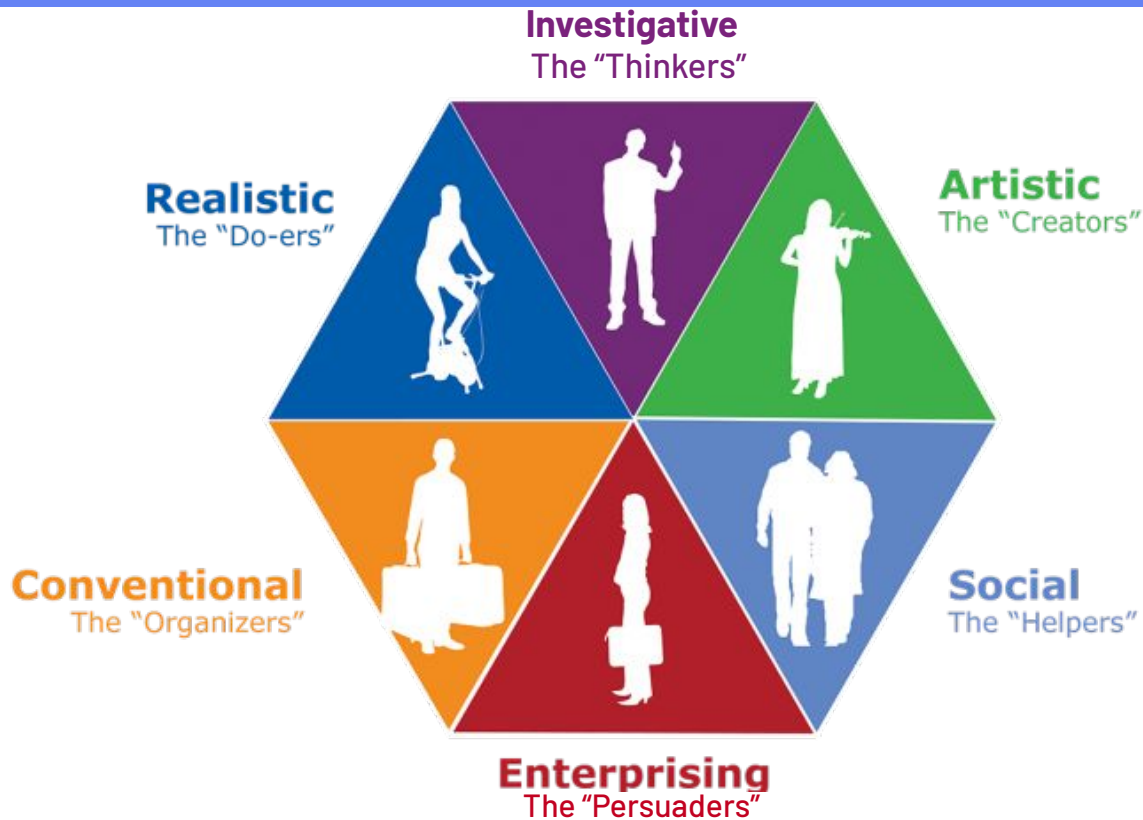 Investigative
The “Thinkers”
Realistic
The “Do-ers”
Artistic
The “Creators”
Conventional
The “Organizers”
Social
The “Helpers”
Enterprising
The “Persuaders”